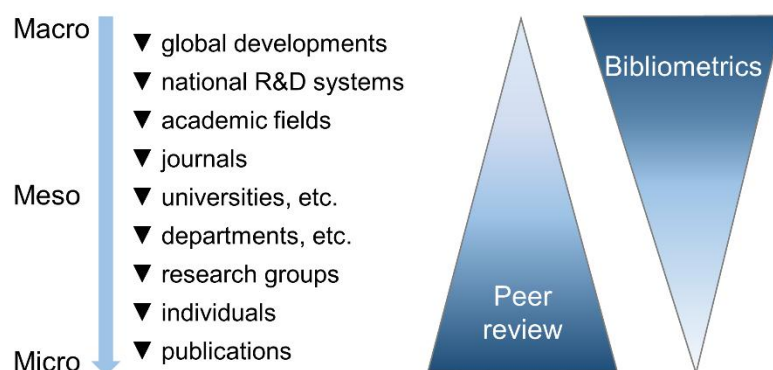 Macro
▼ global developments
▼ national R&D systems
▼ academic fields
▼ journals
Meso
▼ universities, etc.
▼ departments, etc.
▼ research groups
▼ individuals
Micro
▼ publications
Peer
review
Bibliometrics